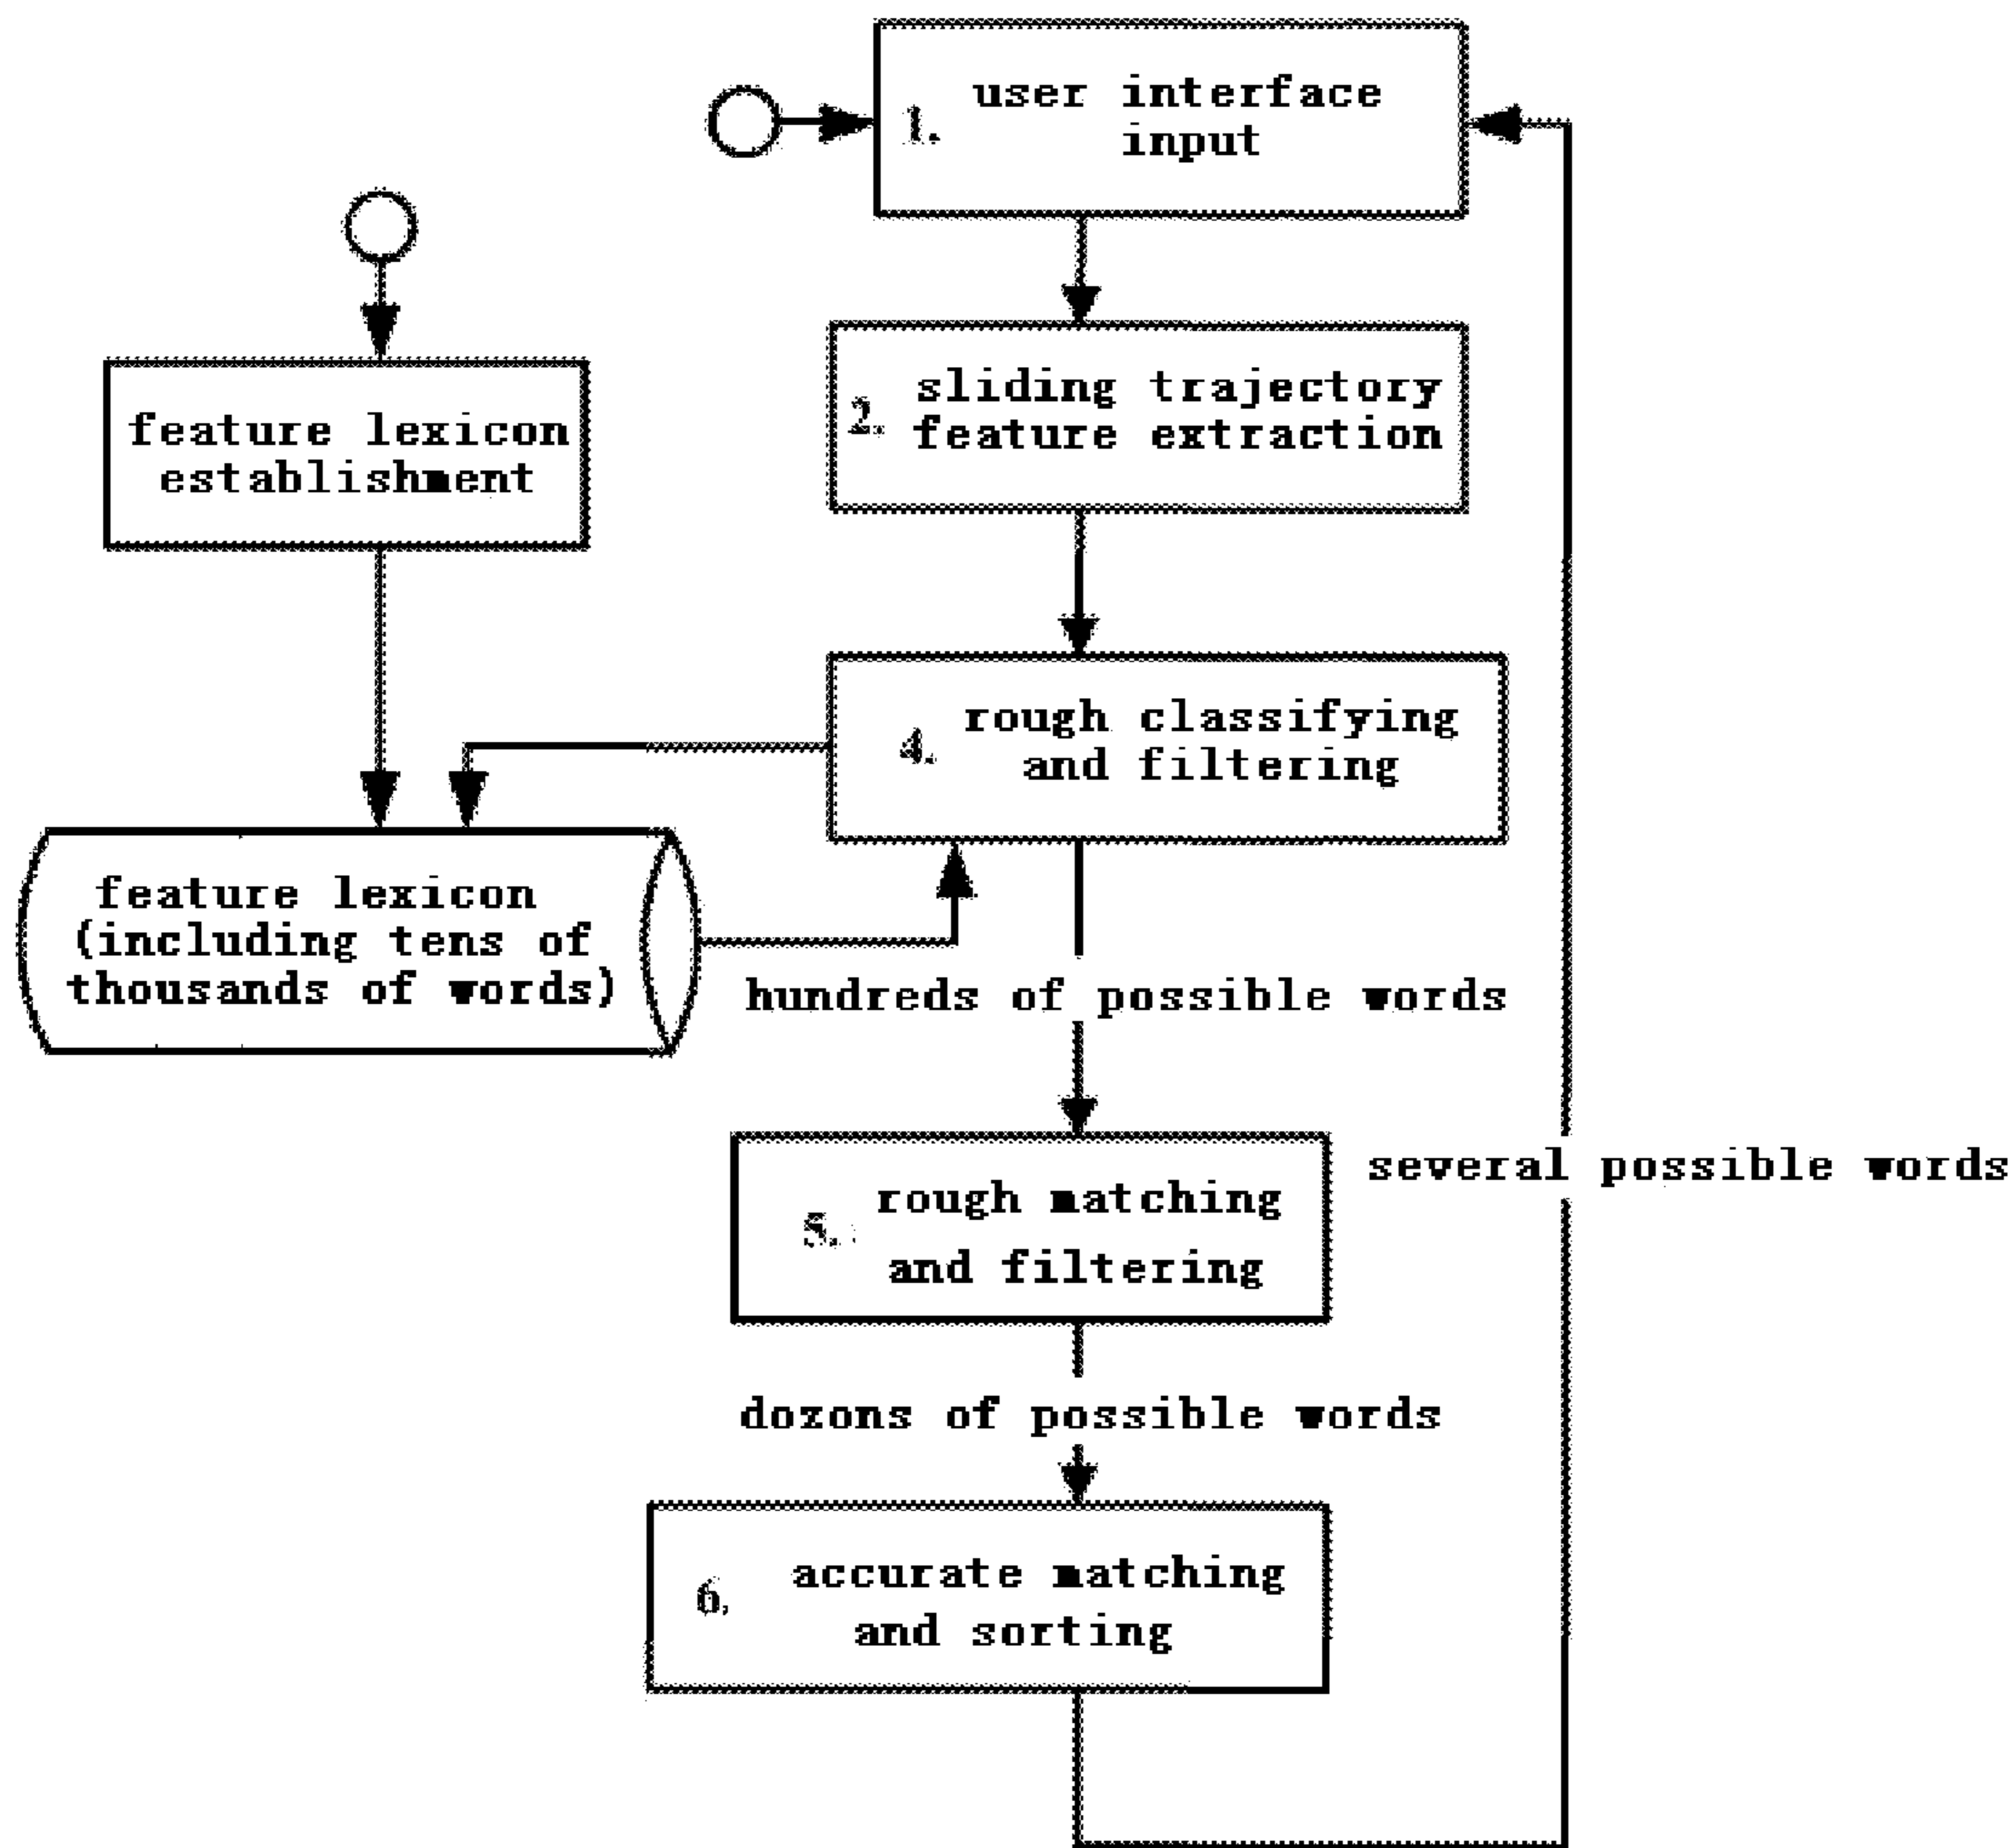 1. user interface
input
2. sliding trajectory
feature extraction
feature lexicon
establishment
4. rough classifying
and filtering
feature lexicon
(including tens of
thousands of words)
hundreds of possible words
5. rough matching
and filtering
several possible words
dozons of possible words
6. accurate matching
and sorting